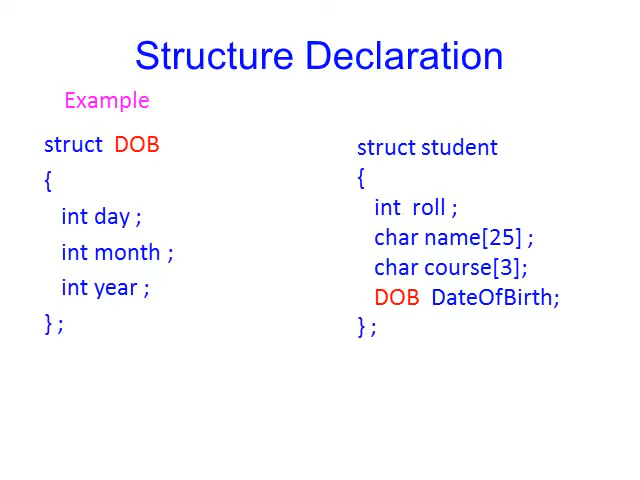 Structure Declaration
Example
struct DOB
{
int day ;
int month ;
int year ;
} ;
struct student
{
int roll ;
char name[25] ;
char course[3];
DOB DateOfBirth;
} ;